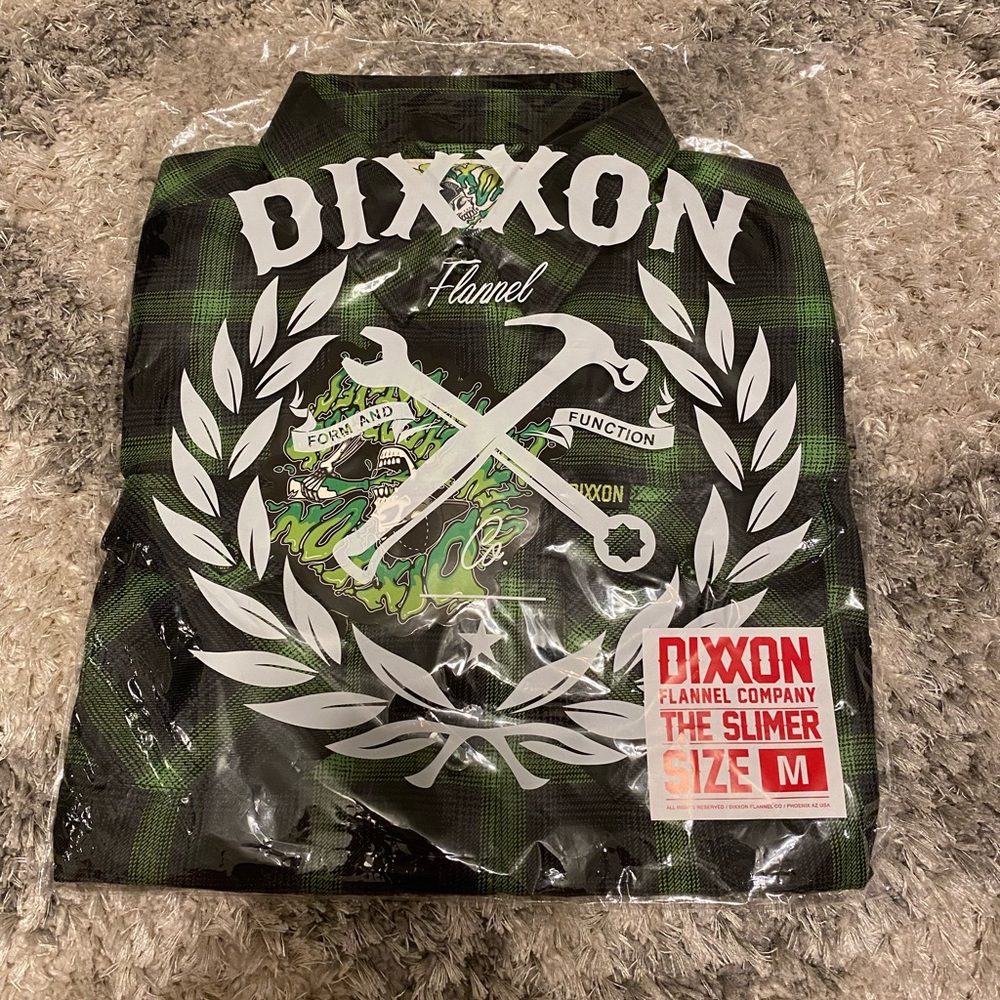 DIXXON
Flannel
FORM AND
FUNCTION
DIXXON
Co.
DIXXON
FLANNEL COMPANY
THE SLIMER
SIZE M
ALL RIGHTS RESERVED / DIXXON FLANNEL CO / PHOENIX AZ USA